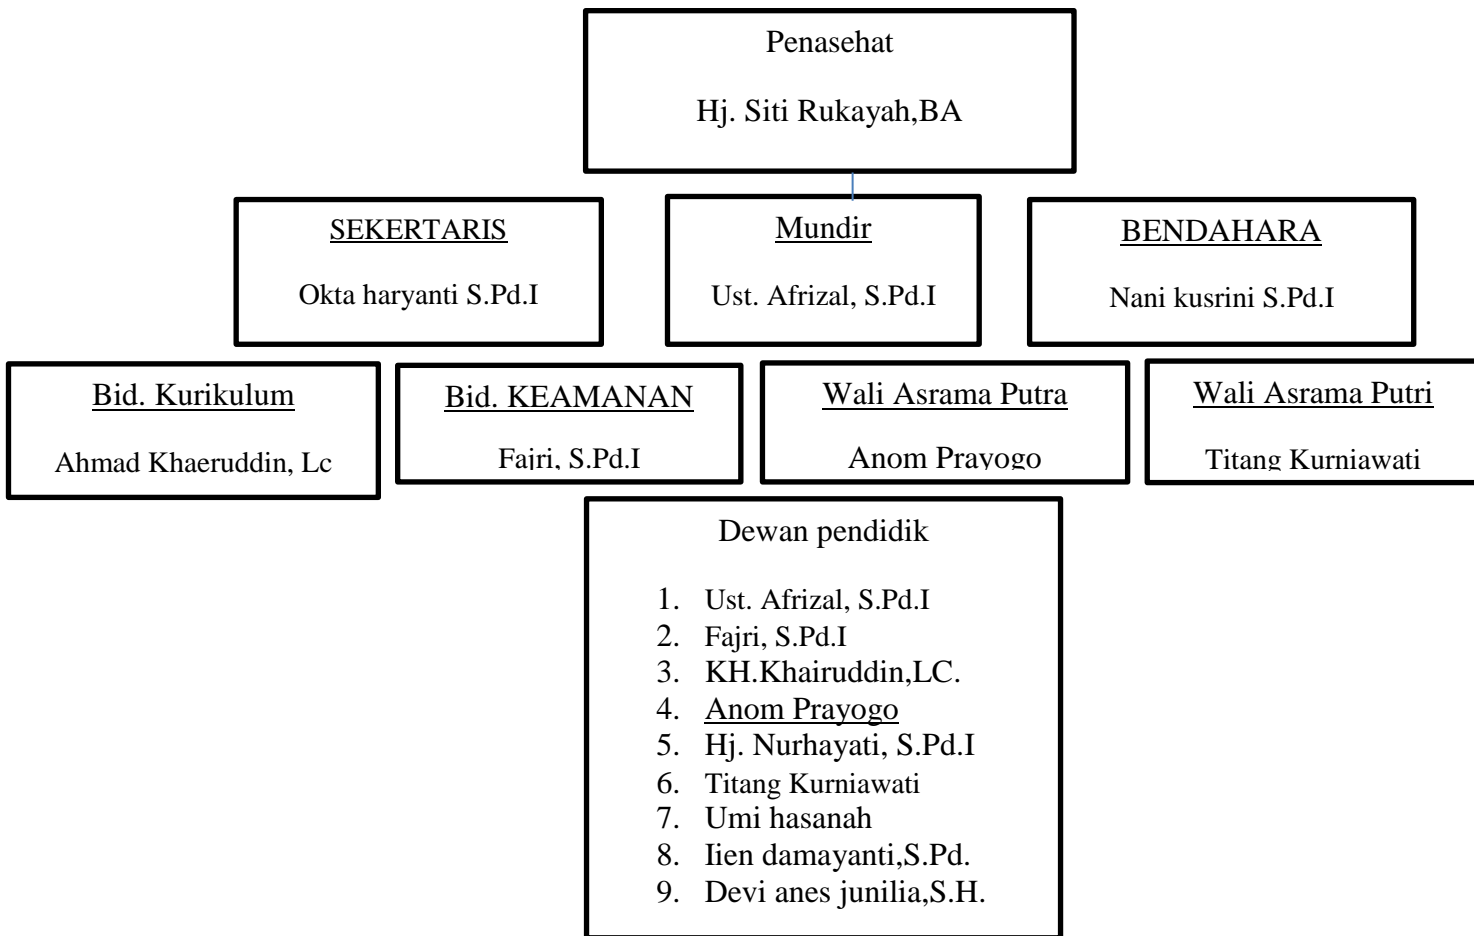 Penasehat
Hj. Siti Rukayah,BA
SEKERTARIS
Okta haryanti S.Pd.I
Mundir
Ust. Afrizal, S.Pd.I
BENDAHARA
Nani kusrini S.Pd.I
Bid. Kurikulum
Ahmad Khaeruddin, Lc
Bid. KEAMANAN
Fajri, S.Pd.I
Wali Asrama Putra
Anom Prayogo
Wali Asrama Putri
Titang Kurniawati
Dewan pendidik
1. Ust. Afrizal, S.Pd.I
2. Fajri, S.Pd.I
3. KH.Khairuddin,LC.
4. Anom Prayogo
5. Hj. Nurhayati, S.Pd.I
6. Titang Kurniawati
7. Umi hasanah
8. Iien damayanti,S.Pd.
9. Devi anes junilia,S.H.